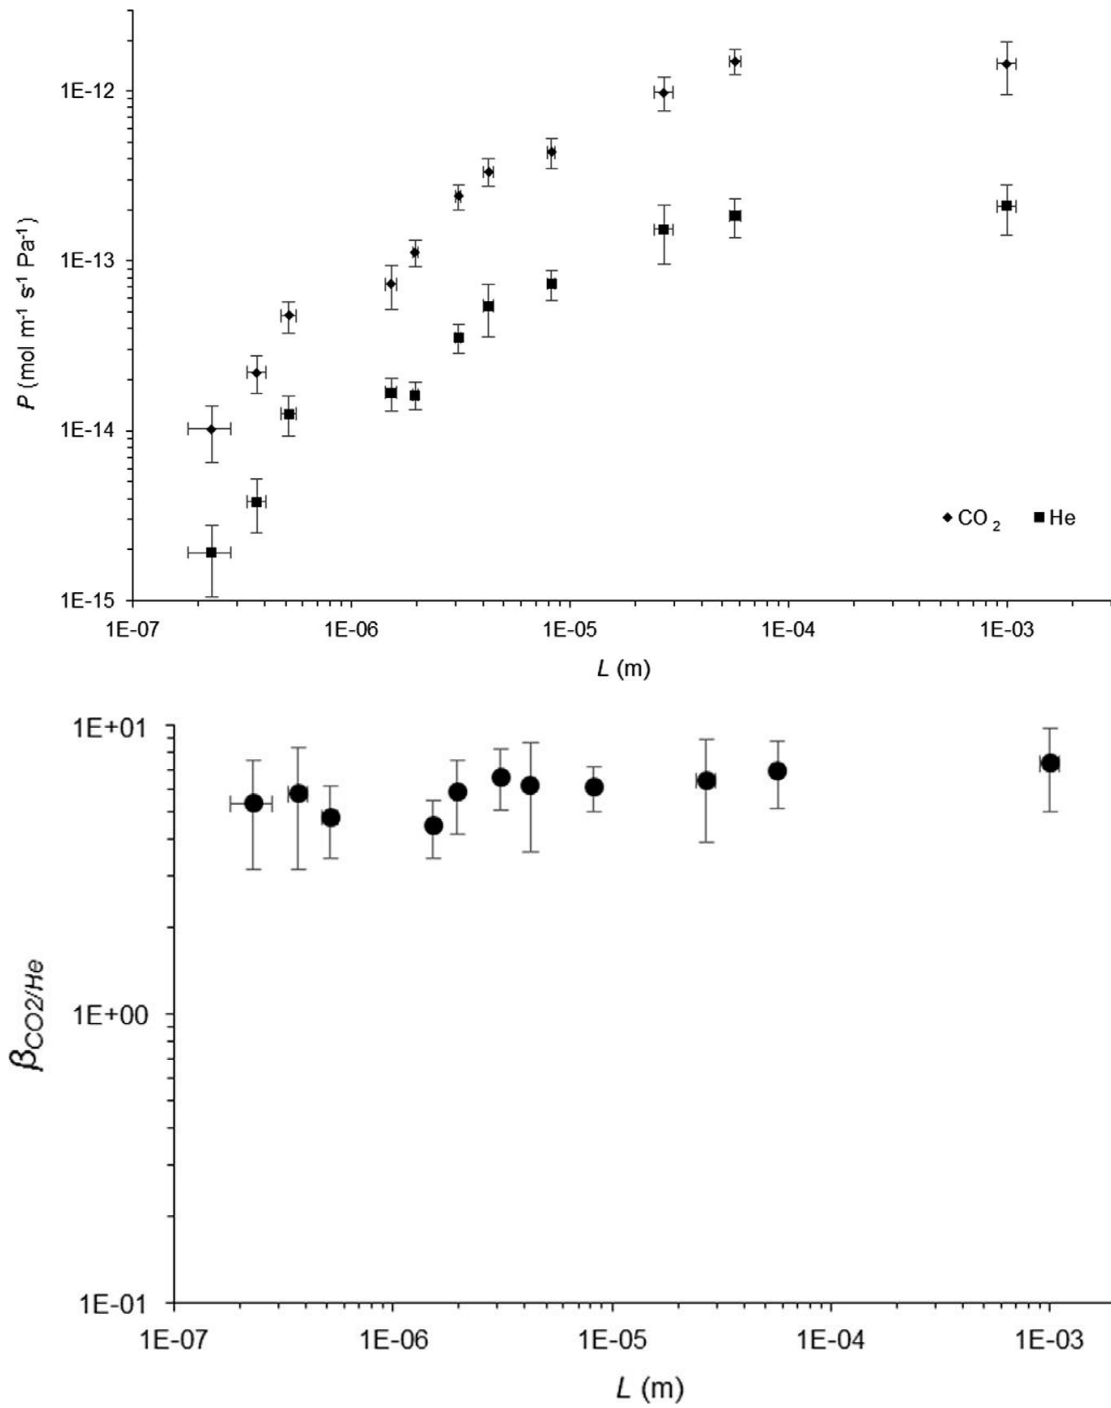 1E-12
1E-13
1E-14
1E-15
P (mol m⁻¹ s⁻¹ Pa⁻¹)
CO₂ He
1E-07 1E-06 1E-05 1E-04 1E-03
L (m)
1E+01
1E+00
1E-01
βCO2/He
1E-07 1E-06 1E-05 1E-04 1E-03
L (m)